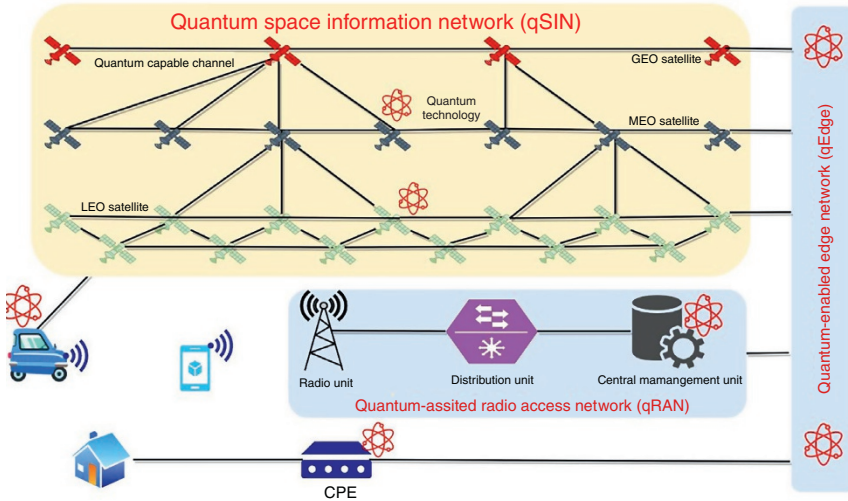 Quantum space information network (qSIN)
Quantum capable channel
GEO satellite
Quantum
technology
MEO satellite
LEO satellite
Quantum-enabled edge network (qEdge)
Radio unit
Distribution unit
Central mamangement unit
Quantum-assited radio access network (qRAN)
CPE